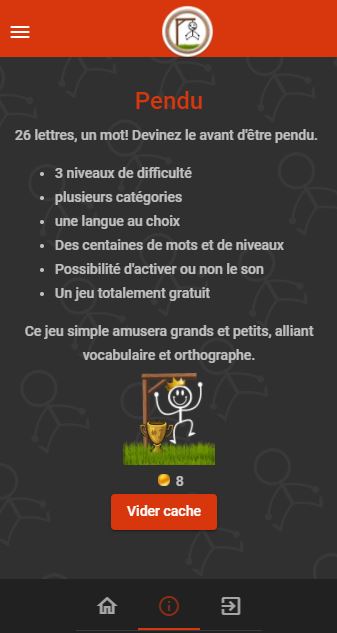 Pendu
26 lettres, un mot! Devinez le avant d'être pendu.
3 niveaux de difficulté
plusieurs catégories
une langue au choix
Des centaines de mots et de niveaux
Possibilité d'activer ou non le son
Un jeu totalement gratuit
Ce jeu simple amusera grands et petits, alliant
vocabulaire et orthographe.
8
Vider cache